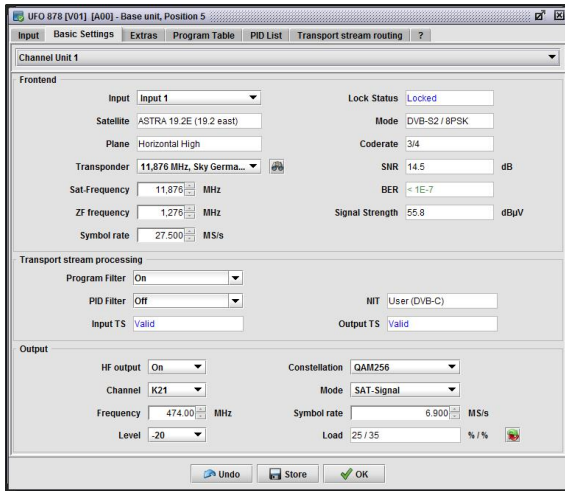 UFO 878 [V01] [A00] - Base unit, Position 5
Input Basic Settings Extras Program Table PID List Transport stream routing ?
Channel Unit 1
Frontend
Input Input 1 Lock Status Locked
Satellite ASTRA 19.2E (19.2 east) Mode DVB-S2 / 8PSK
Plane Horizontal High Coderate 3/4
Transponder 11,876 MHz, Sky Germa... SNR 14.5 dB
Sat-Frequency 11,876 MHz BER < 1E-7
ZF frequency 1,276 MHz Signal Strength 55.8 dBµV
Symbol rate 27.500 MS/s
Transport stream processing
Program Filter On
PID Filter Off NIT User (DVB-C)
Input TS Valid Output TS Valid
Output
HF output On Constellation QAM256
Channel K21 Mode SAT-Signal
Frequency 474.00 MHz Symbol rate 6.900 MS/s
Level -20 Load 25 / 35 % / %
Undo Store OK